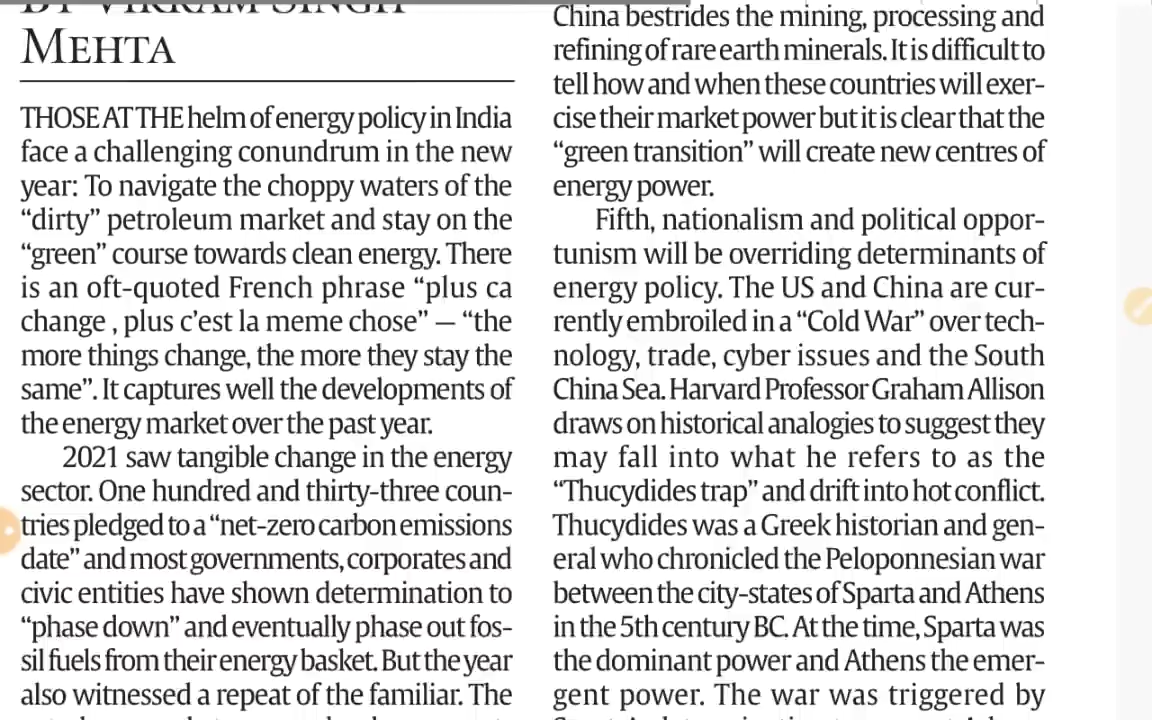 BY VIKRAM SINGH
MEHTA
THOSE AT THE helm of energy policy in India
face a challenging conundrum in the new
year: To navigate the choppy waters of the
“dirty” petroleum market and stay on the
“green” course towards clean energy. There
is an oft-quoted French phrase “plus ca
change , plus c’est la meme chose” — “the
more things change, the more they stay the
same”. It captures well the developments of
the energy market over the past year.
2021 saw tangible change in the energy
sector. One hundred and thirty-three coun-
tries pledged to a “net-zero carbon emissions
date” and most governments, corporates and
civic entities have shown determination to
“phase down” and eventually phase out fos-
sil fuels from their energy basket. But the year
also witnessed a repeat of the familiar. The
China bestrides the mining, processing and
refining of rare earth minerals. It is difficult to
tell how and when these countries will exer-
cise their market power but it is clear that the
“green transition” will create new centres of
energy power.
Fifth, nationalism and political oppor-
tunism will be overriding determinants of
energy policy. The US and China are cur-
rently embroiled in a “Cold War” over tech-
nology, trade, cyber issues and the South
China Sea. Harvard Professor Graham Allison
draws on historical analogies to suggest they
may fall into what he refers to as the
“Thucydides trap” and drift into hot conflict.
Thucydides was a Greek historian and gen-
eral who chronicled the Peloponnesian war
between the city-states of Sparta and Athens
in the 5th century BC. At the time, Sparta was
the dominant power and Athens the emer-
gent power. The war was triggered by